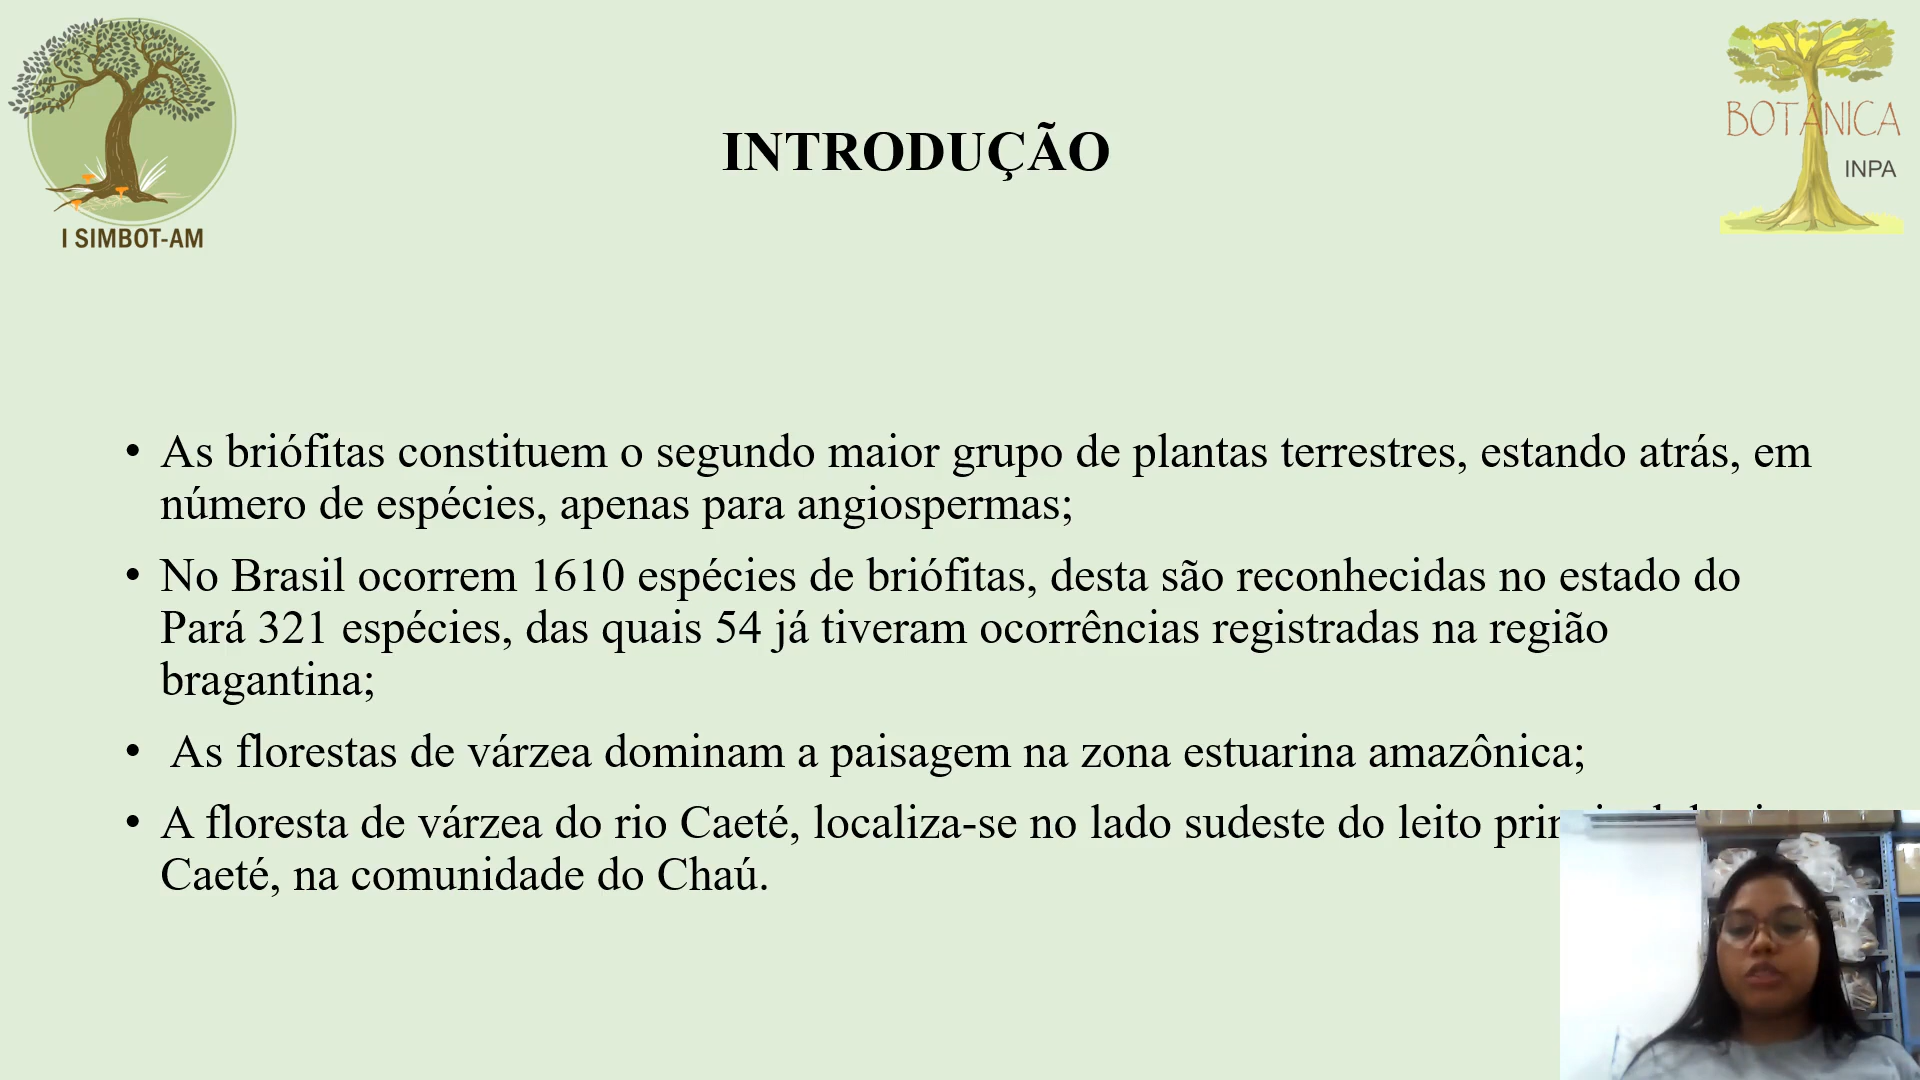 I SIMBOT-AM
BOTÂNICA
INPA
INTRODUÇÃO
• As briófitas constituem o segundo maior grupo de plantas terrestres, estando atrás, em
número de espécies, apenas para angiospermas;
• No Brasil ocorrem 1610 espécies de briófitas, desta são reconhecidas no estado do
Pará 321 espécies, das quais 54 já tiveram ocorrências registradas na região
bragantina;
• As florestas de várzea dominam a paisagem na zona estuarina amazônica;
• A floresta de várzea do rio Caeté, localiza-se no lado sudeste do leito
Caeté, na comunidade do Chaú.